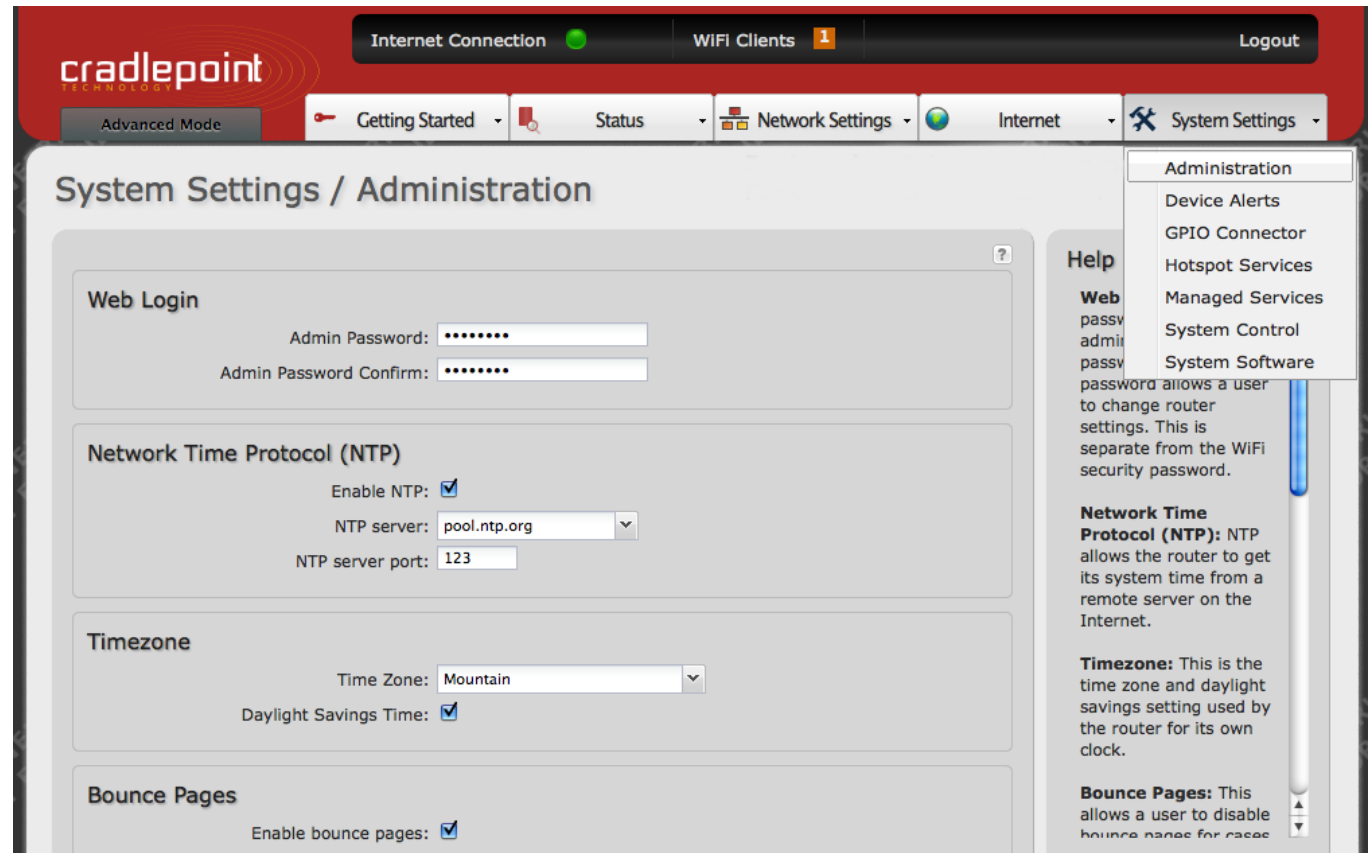 Internet Connection
WiFi Clients 1
Logout
cradlepoint
TECHNOLOGY
Advanced Mode
Getting Started
Status
Network Settings
Internet
System Settings
Administration
Device Alerts
GPIO Connector
Hotspot Services
Managed Services
System Control
System Software
System Settings / Administration
?
Web Login
Admin Password: ••••••••
Admin Password Confirm: ••••••••
Network Time Protocol (NTP)
Enable NTP:
NTP server: pool.ntp.org
NTP server port: 123
Timezone
Time Zone: Mountain
Daylight Savings Time:
Bounce Pages
Enable bounce pages:
Help
Web
password allows a user
to change router
settings. This is
separate from the WiFi
security password.
Network Time
Protocol (NTP): NTP
allows the router to get
its system time from a
remote server on the
Internet.
Timezone: This is the
time zone and daylight
savings setting used by
the router for its own
clock.
Bounce Pages: This
allows a user to disable
bounce pages for cases